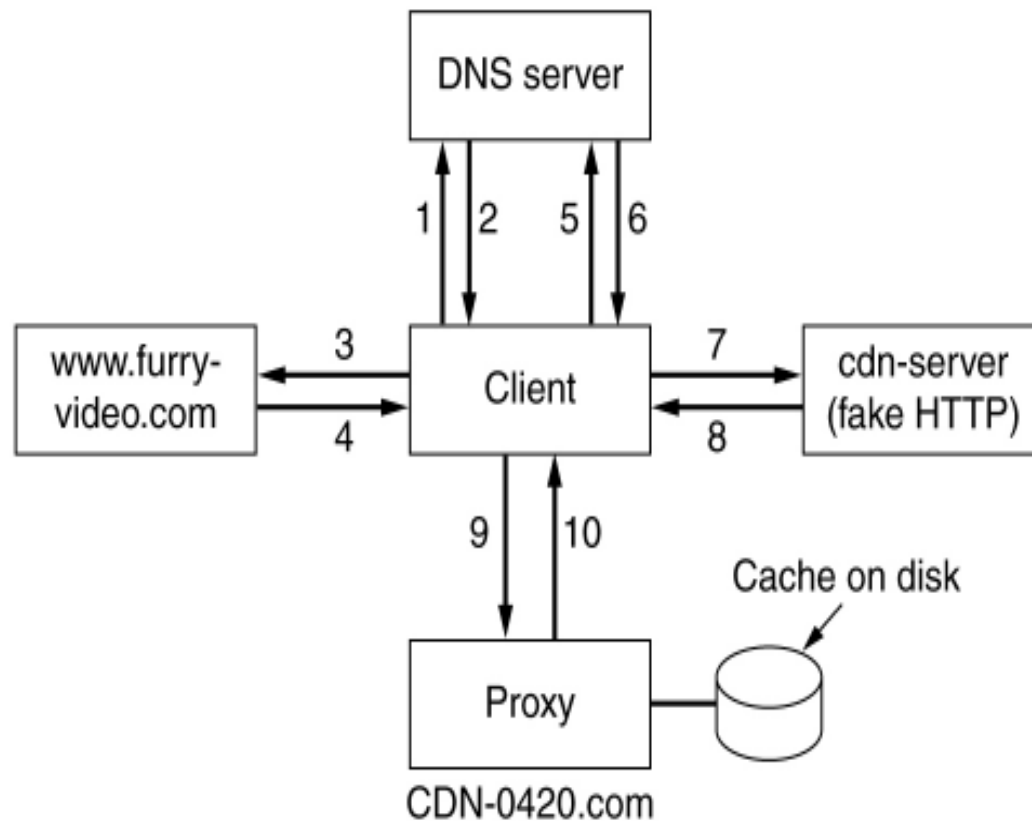 DNS server
1
2
5
6
www.furry-
video.com
3
4
Client
7
8
cdn-server
(fake HTTP)
9
10
Cache on disk
Proxy
CDN-0420.com